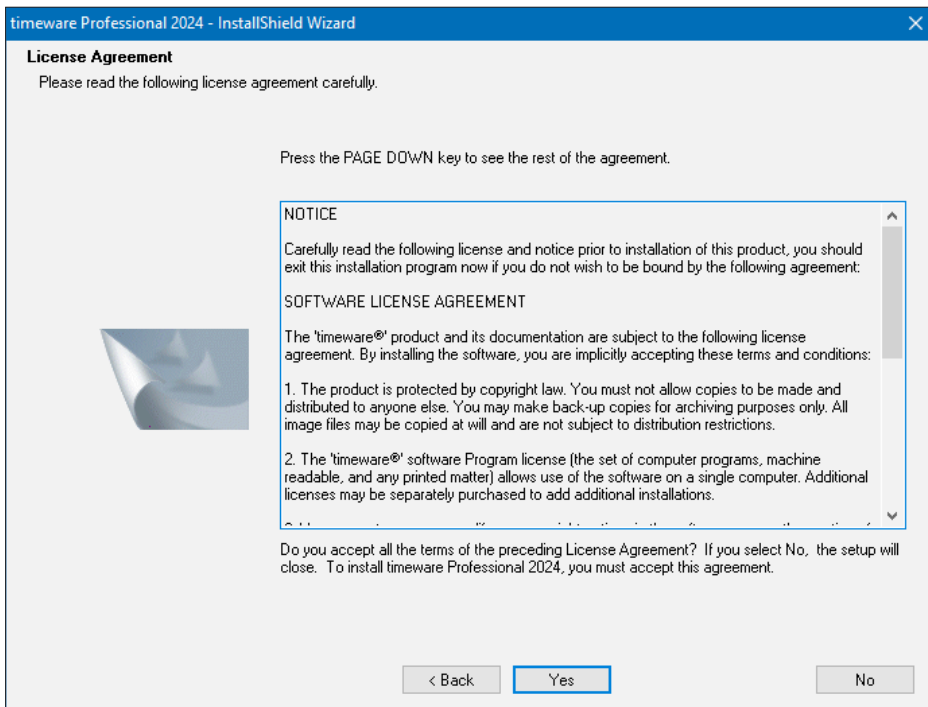 timeware Professional 2024 - InstallShield Wizard
License Agreement
Please read the following license agreement carefully.
Press the PAGE DOWN key to see the rest of the agreement.
NOTICE
Carefully read the following license and notice prior to installation of this product, you should
exit this installation program now if you do not wish to be bound by the following agreement:
SOFTWARE LICENSE AGREEMENT
The 'timeware®' product and its documentation are subject to the following license
agreement. By installing the software, you are implicitly accepting these terms and conditions:
1. The product is protected by copyright law. You must not allow copies to be made and
distributed to anyone else. You may make back-up copies for archiving purposes only. All
image files may be copied at will and are not subject to distribution restrictions.
2. The 'timeware®' software Program license (the set of computer programs, machine
readable, and any printed matter) allows use of the software on a single computer. Additional
licenses may be separately purchased to add additional installations.
Do you accept all the terms of the preceding License Agreement? If you select No, the setup will
close. To install timeware Professional 2024, you must accept this agreement.
< Back
Yes
No